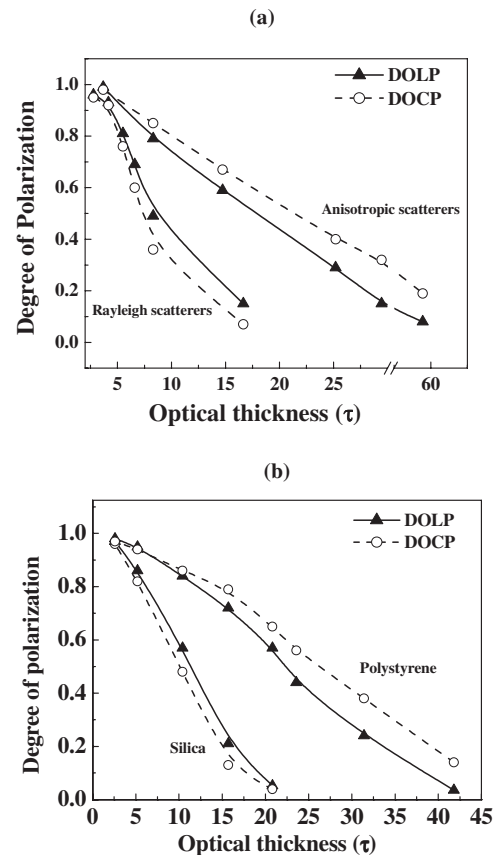 (a)
DOLP
DOCP
1.0
0.8
0.6
0.4
0.2
0.0
Degree of Polarization
Anisotropic scatterers
Rayleigh scatterers
5 10 15 20 25 60
Optical thickness (τ)
(b)
DOLP
DOCP
1.0
0.8
0.6
0.4
0.2
0.0
Degree of polarization
Polystyrene
Silica
0 5 10 15 20 25 30 35 40 45
Optical thickness (τ)